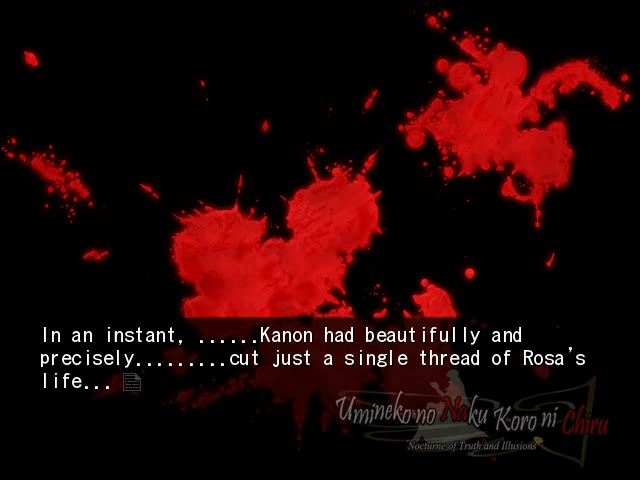 In an instant, ......Kanon had beautifully and
precisely.........cut just a single thread of Rosa's
life...
Umineko no Naku Koro ni Chiru
Nocturne of Truth and Illusions